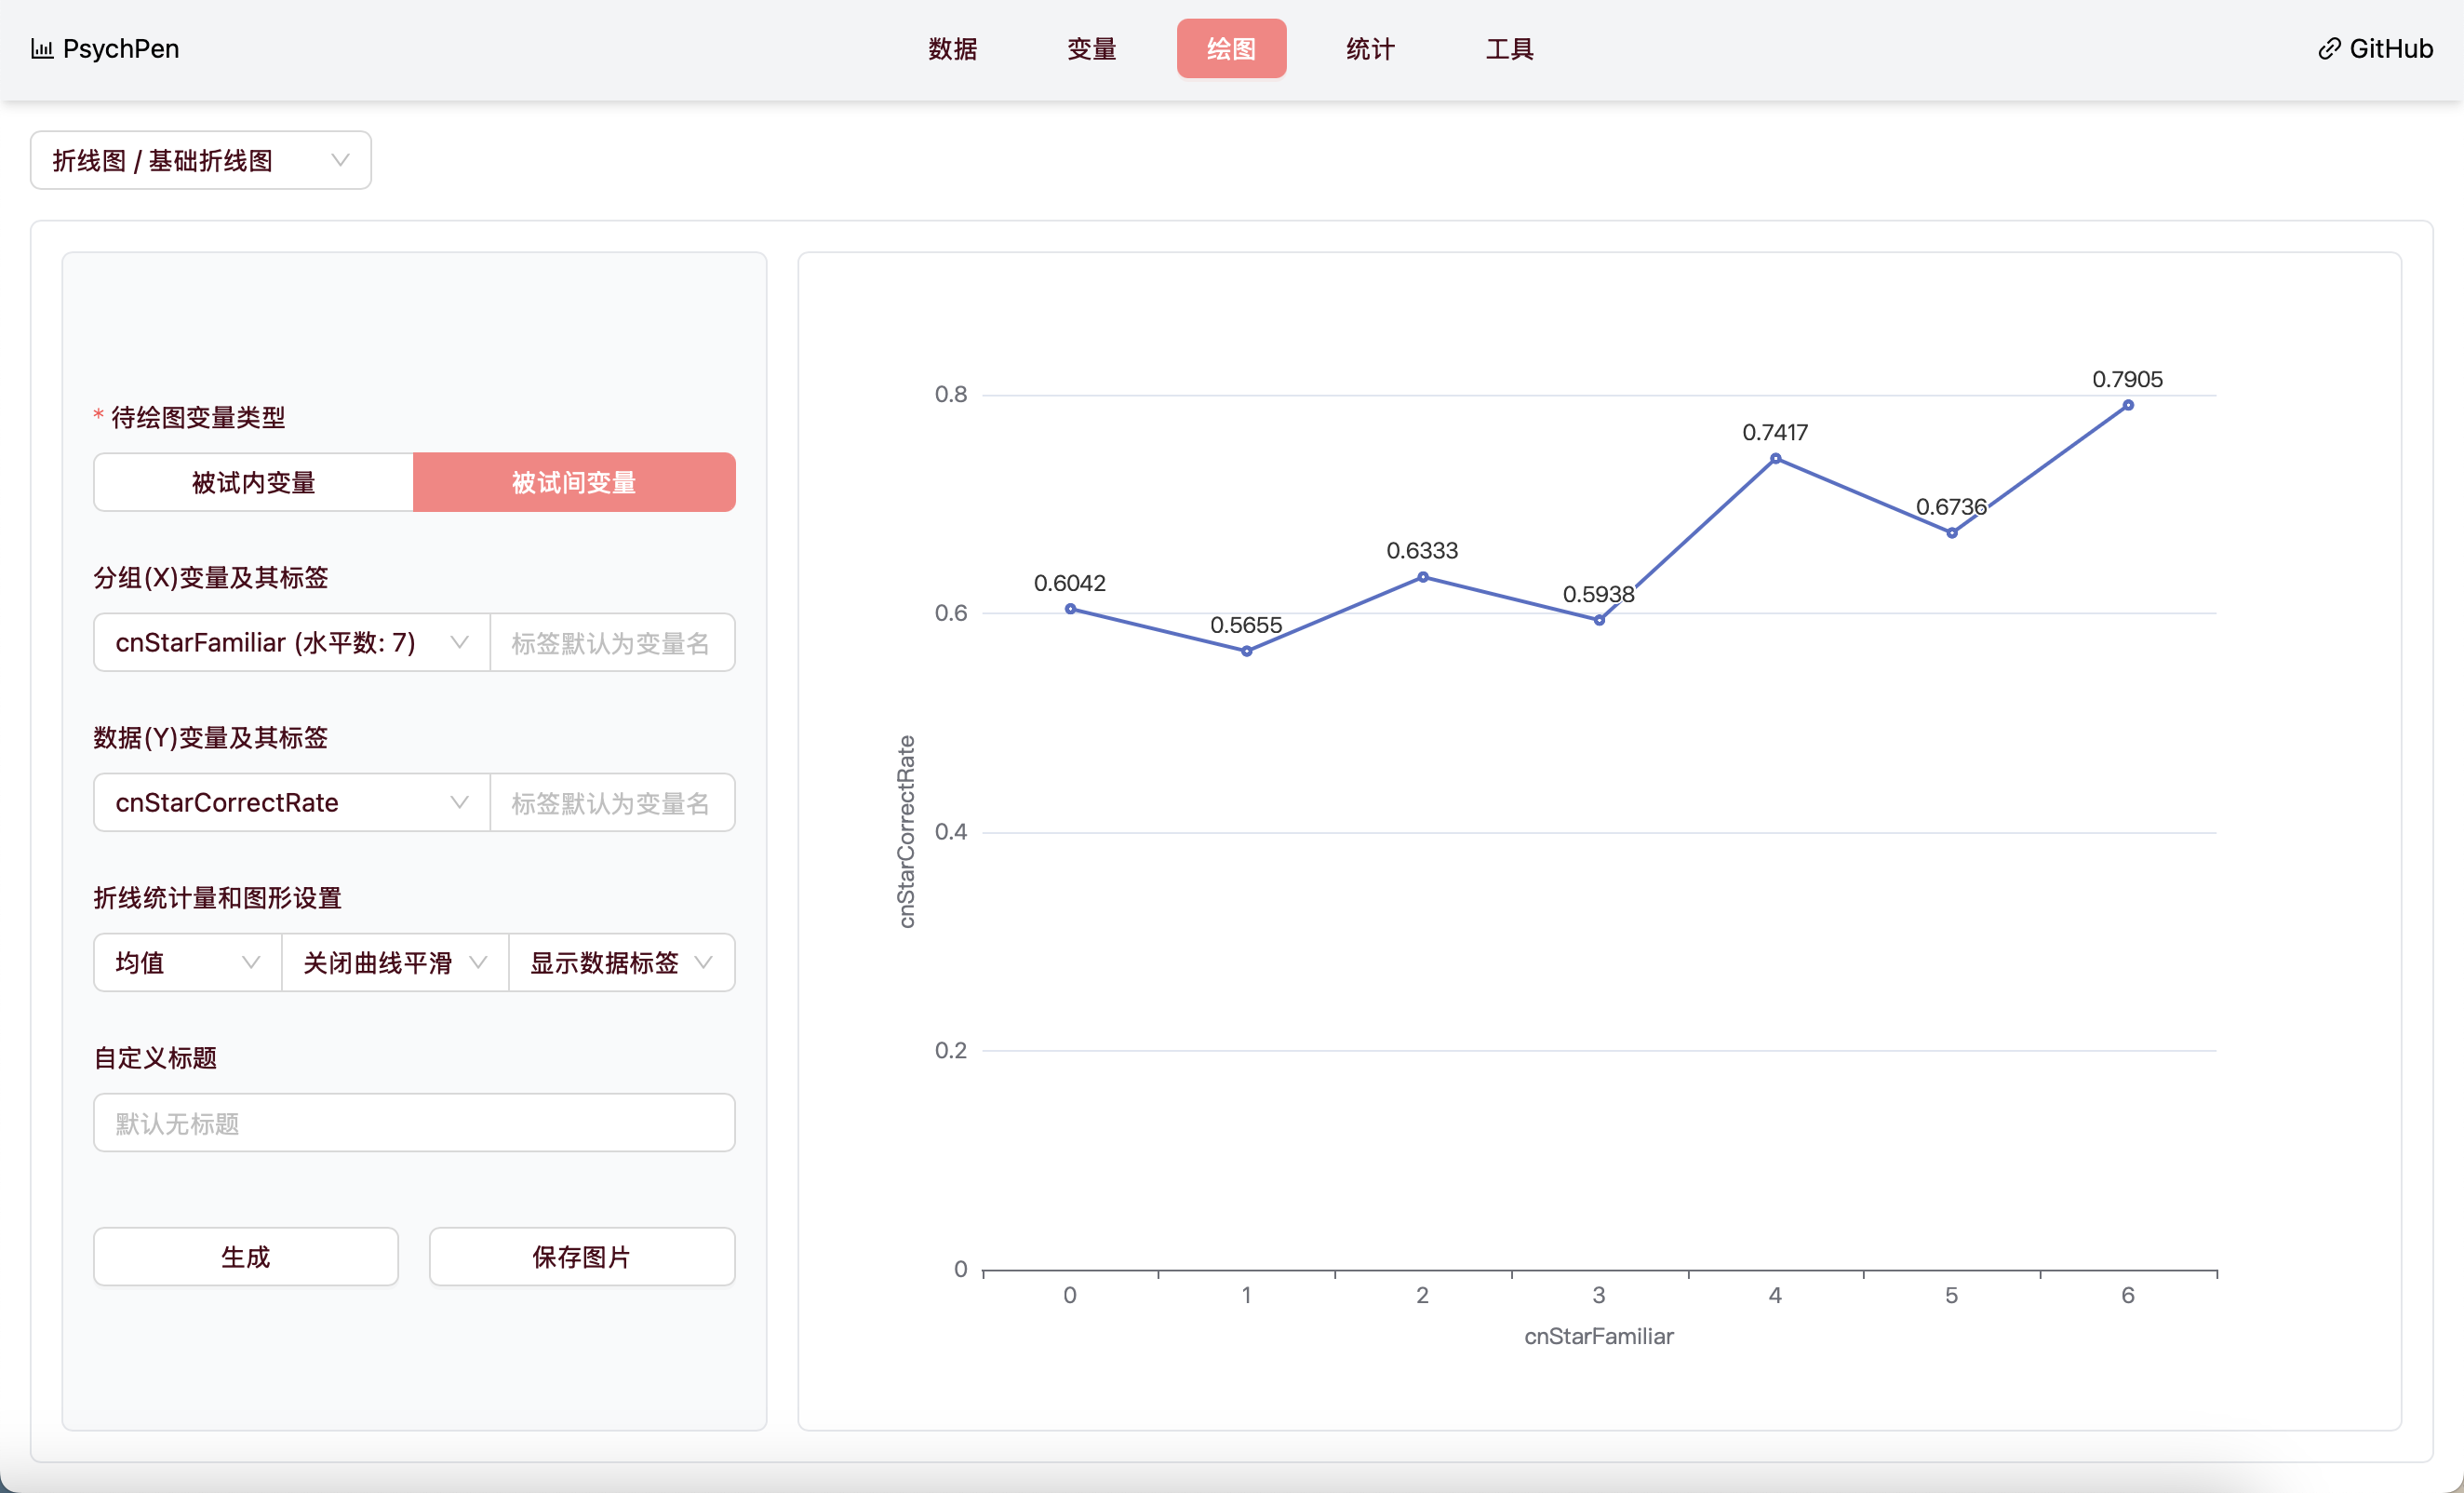 PsychPen
数据 变量 绘图 统计 工具
GitHub
折线图 / 基础折线图
* 待绘图变量类型
被试内变量 被试间变量
分组(X)变量及其标签
cnStarFamiliar (水平数: 7) 标签默认为变量名
数据(Y)变量及其标签
cnStarCorrectRate 标签默认为变量名
折线统计量和图形设置
均值 关闭曲线平滑 显示数据标签
自定义标题
默认无标题
生成 保存图片
cnStarCorrectRate
0.8
0.6
0.4
0.2
0
0.6042
0.5655
0.6333
0.5938
0.7417
0.6736
0.7905
0 1 2 3 4 5 6
cnStarFamiliar